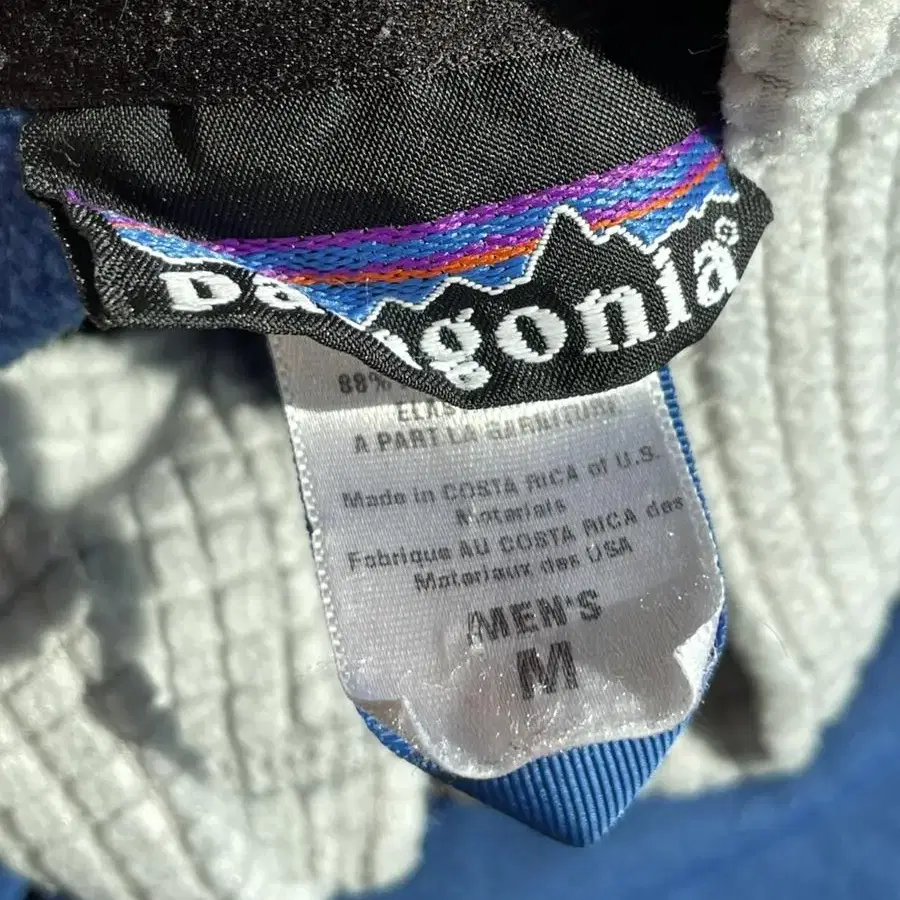 Patagonia®
88%
ELAS
A PART LA GARNITURE
Made in COSTA RICA of U.S.
Materials
Fabrique AU COSTA RICA des
Materiaux des USA
MEN'S
M